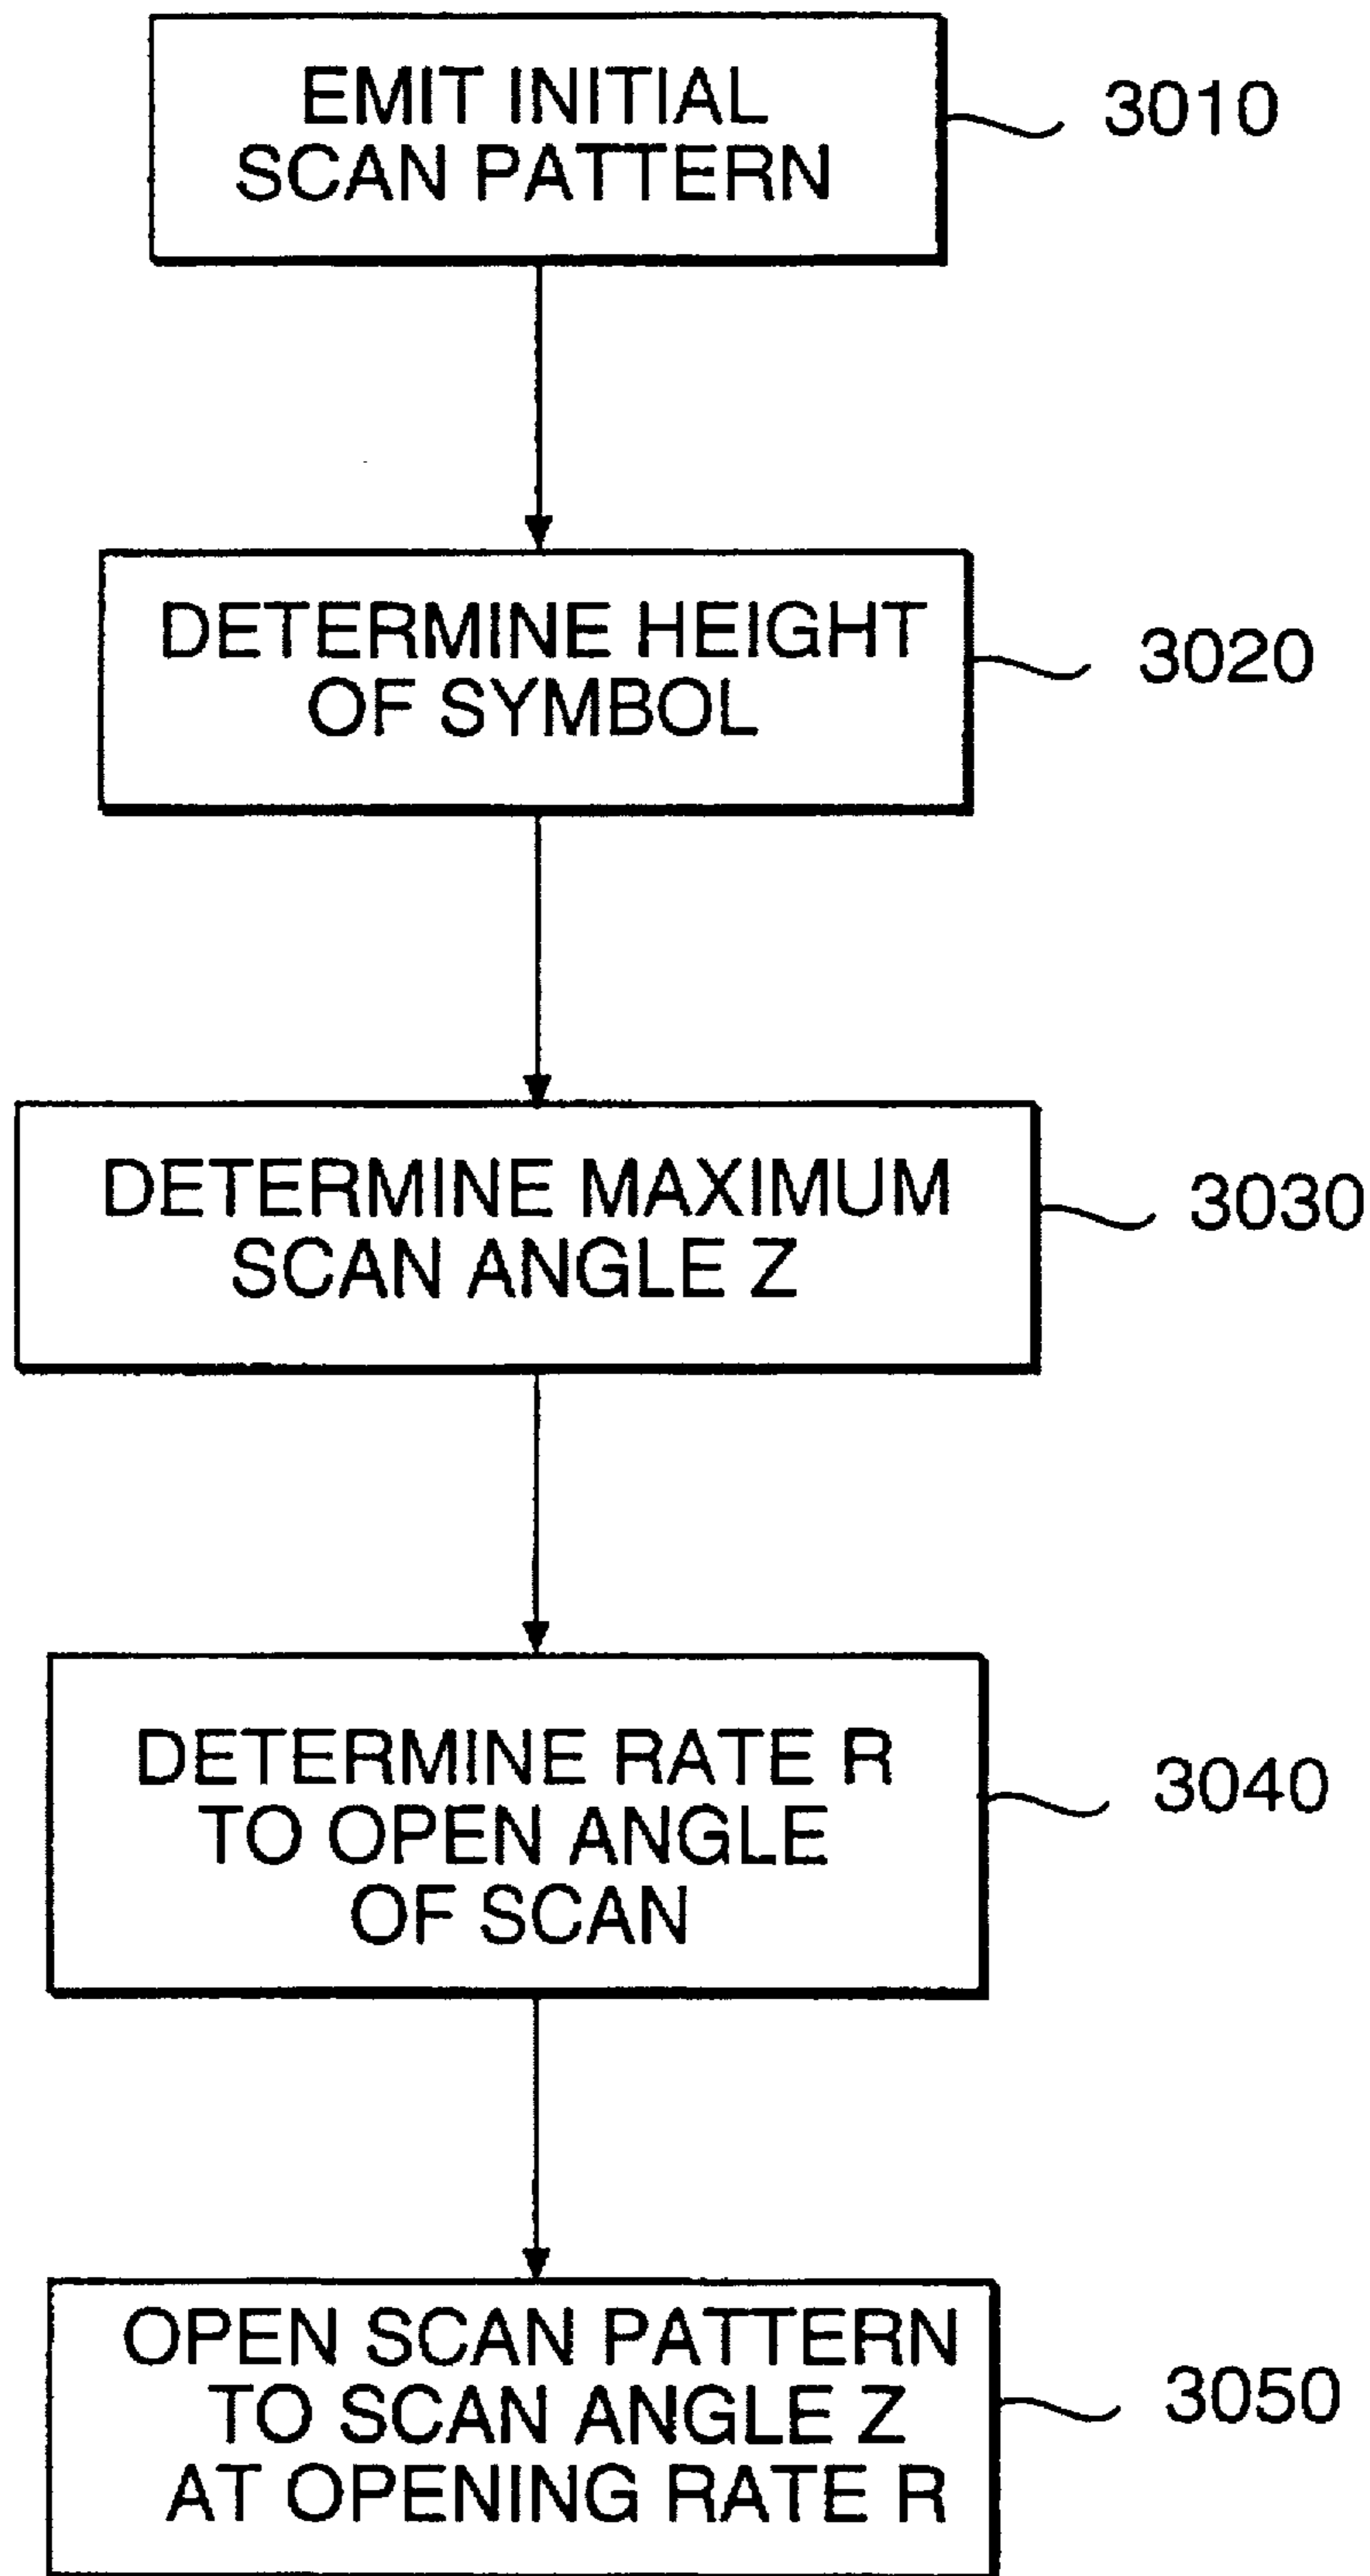 EMIT INITIAL
SCAN PATTERN
3010
DETERMINE HEIGHT
OF SYMBOL
3020
DETERMINE MAXIMUM
SCAN ANGLE Z
3030
DETERMINE RATE R
TO OPEN ANGLE
OF SCAN
3040
OPEN SCAN PATTERN
TO SCAN ANGLE Z
AT OPENING RATE R
3050